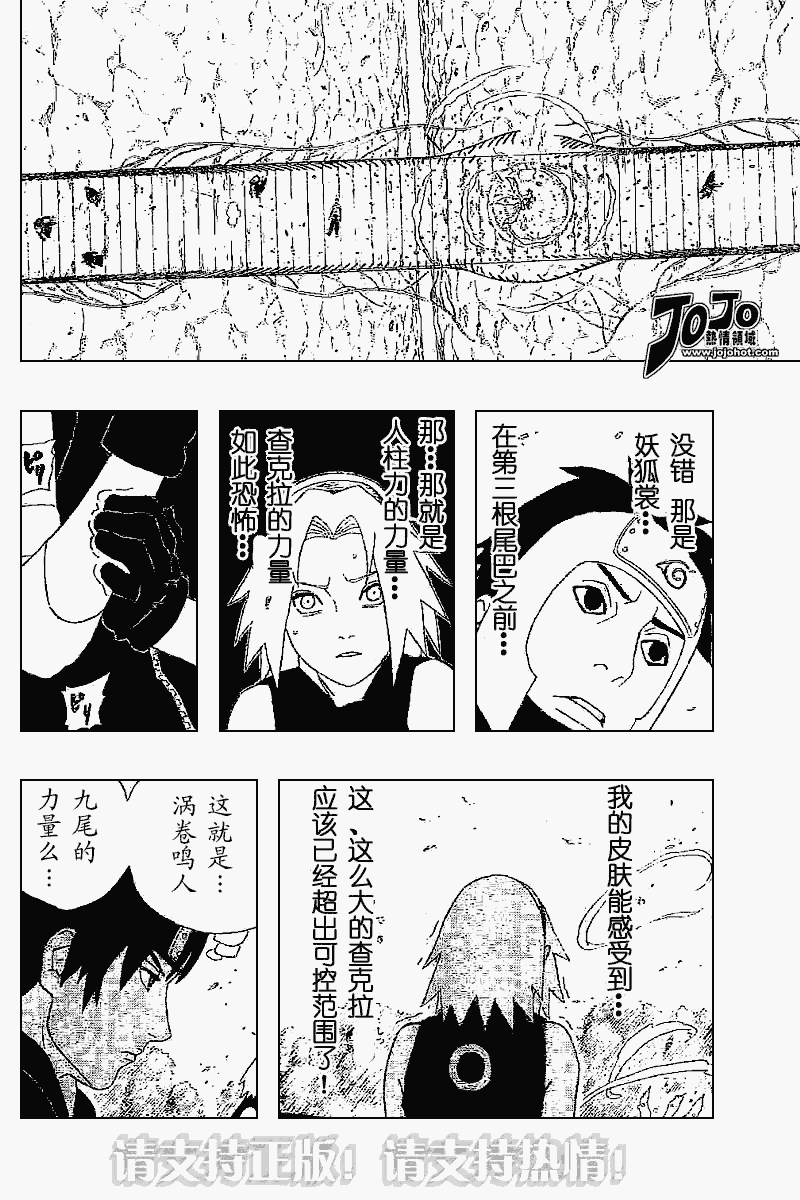 JOJO
熱情領域
www.jojohot.com
没错 那是
妖狐裳…
在第三根尾巴之前…
那…那就是
人柱力的力量…
查克拉的力量
如此恐怖…
ピリ
ピリ
我的皮肤能感受到…
这、这么大的查克拉
应该已经超出可控范围了！
这就是…
涡卷鸣人
九尾的
力量么…
请支持正版！请支持热情！